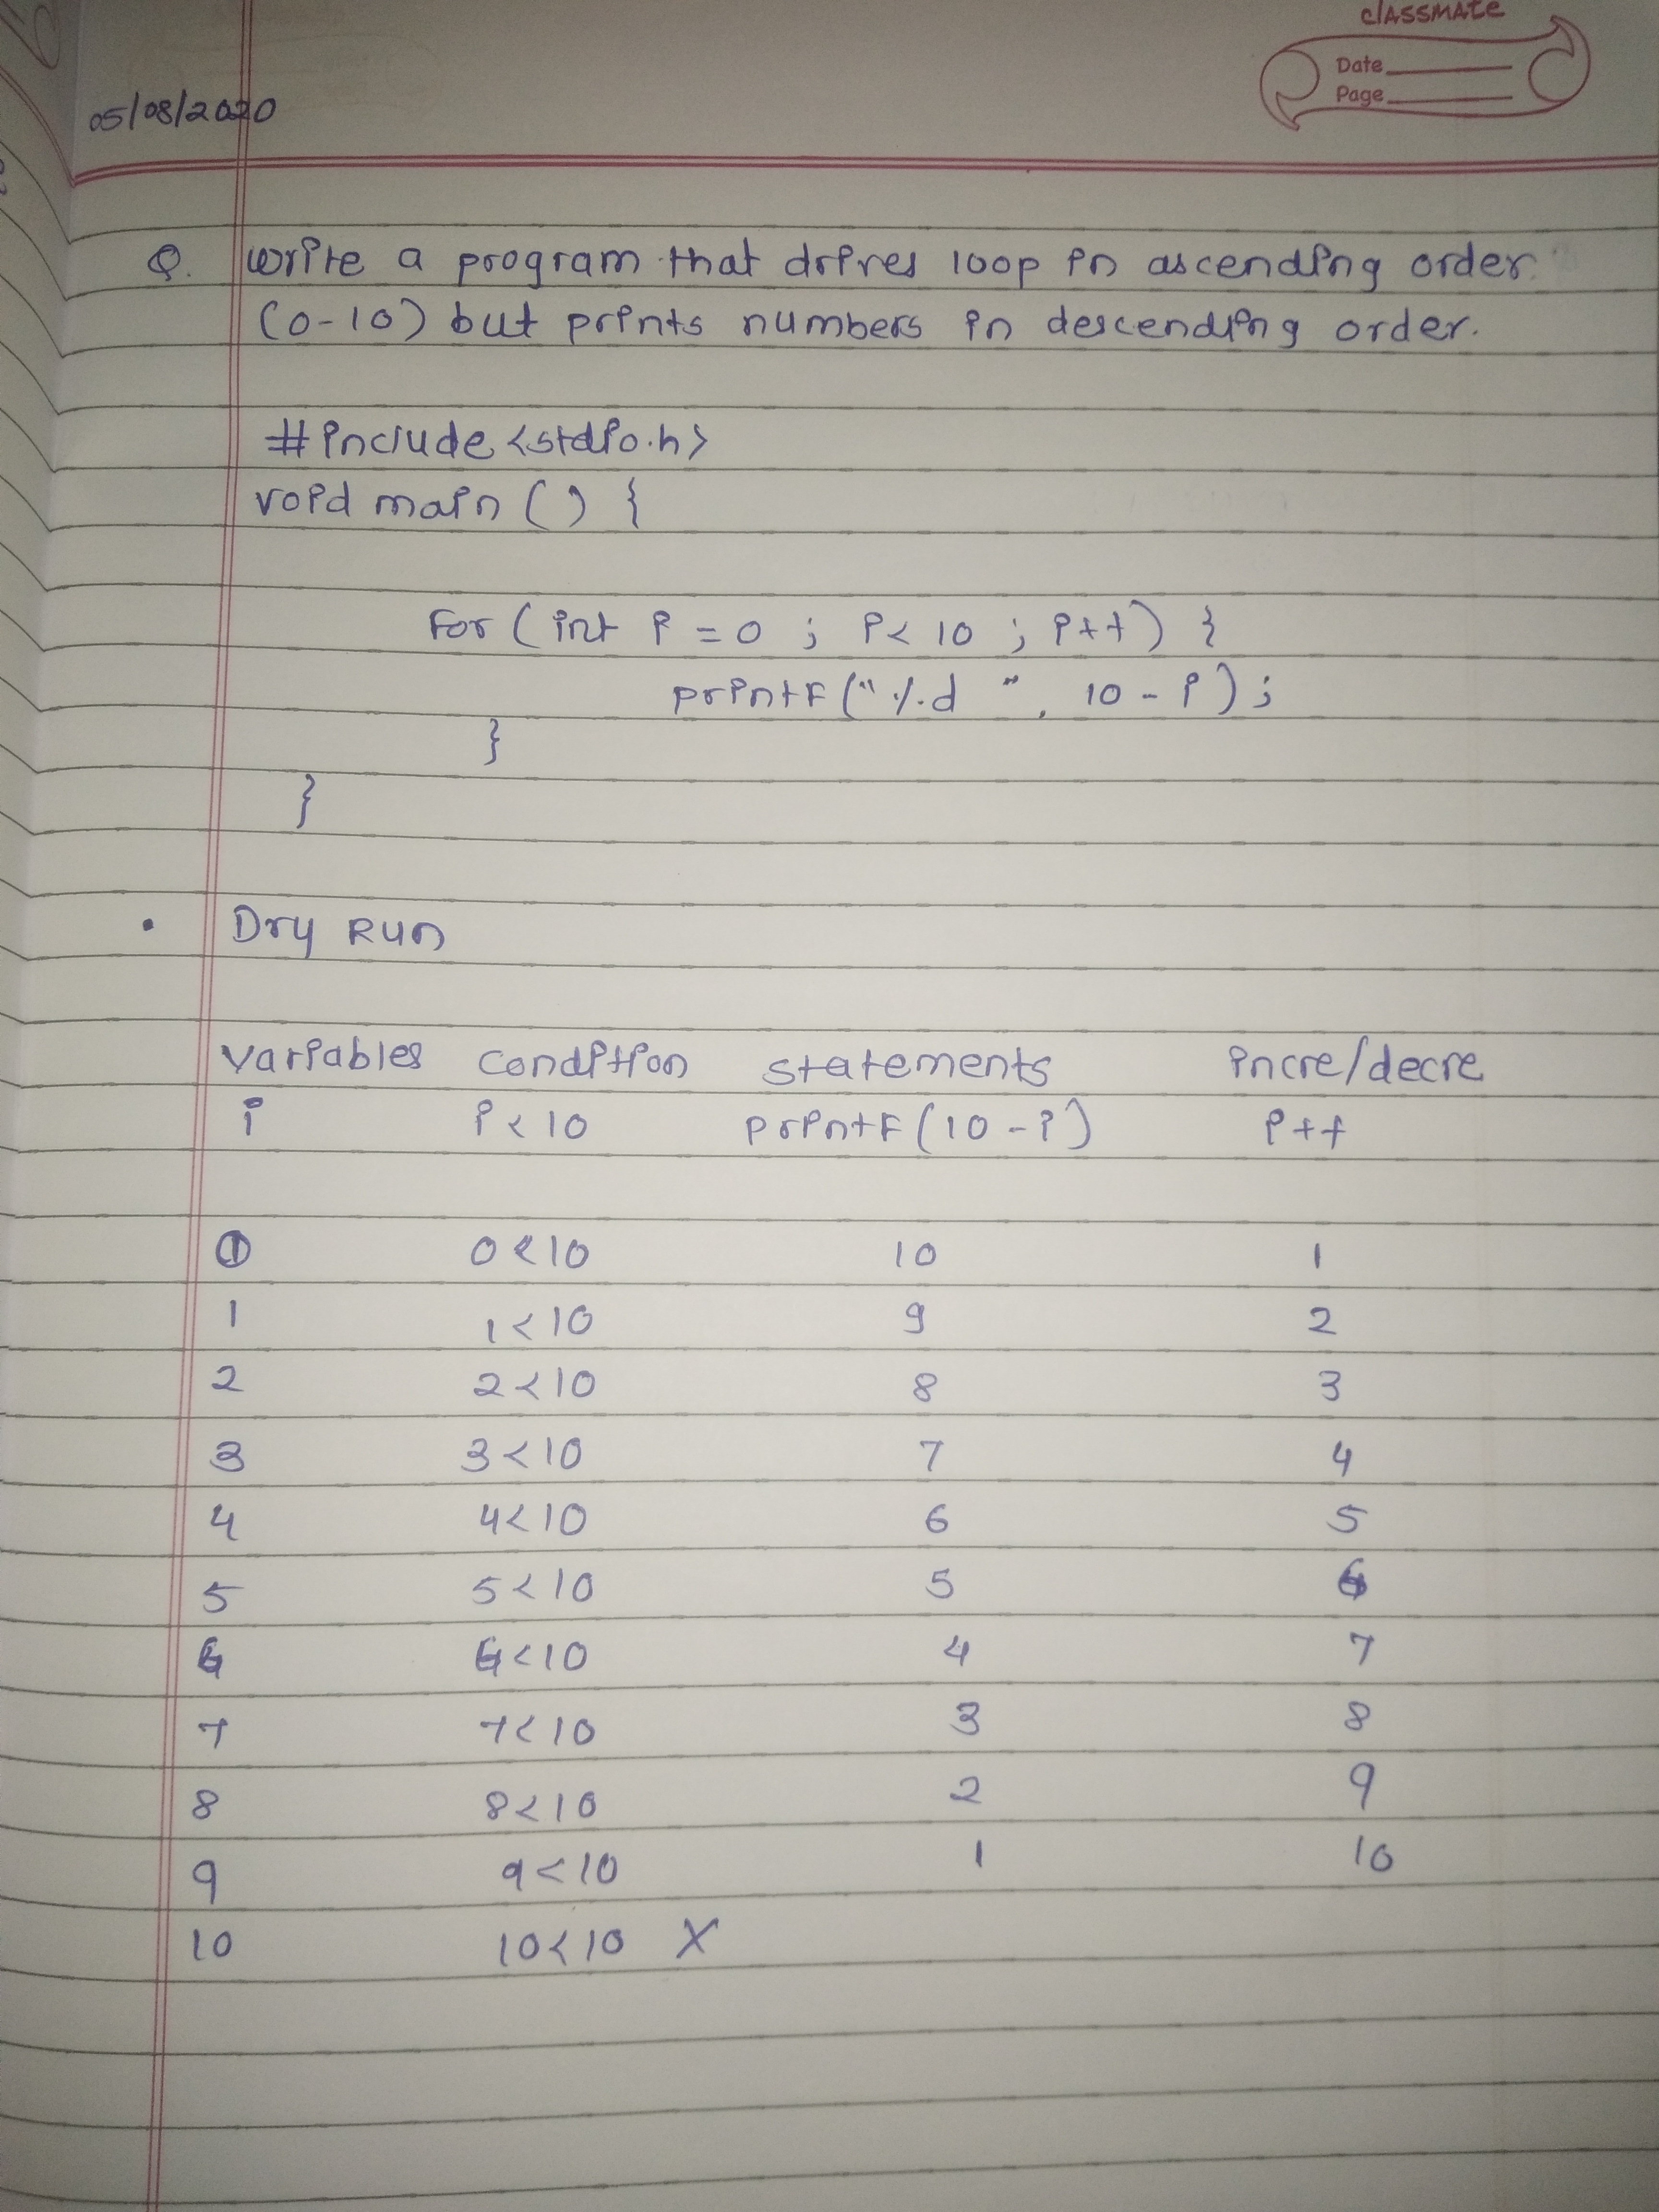 classmate
Date
Page
05/08/2020
Q. Write a program that drives loop in ascending order.
(0-10) but prints numbers in descending order.
#include <stdio.h>
void main () {
for (int i = 0 ; i < 10 ; i++) {
printf ("%d ", 10 - i) ;
}
}
• Dry Run
variables condition statements incre/decre
i i < 10 printf (10 - i) i++
0 0 < 10 10 1
1 1 < 10 9 2
2 2 < 10 8 3
3 3 < 10 7 4
4 4 < 10 6 5
5 5 < 10 5 6
6 6 < 10 4 7
7 7 < 10 3 8
8 8 < 10 2 9
9 9 < 10 1 10
10 10 < 10 X